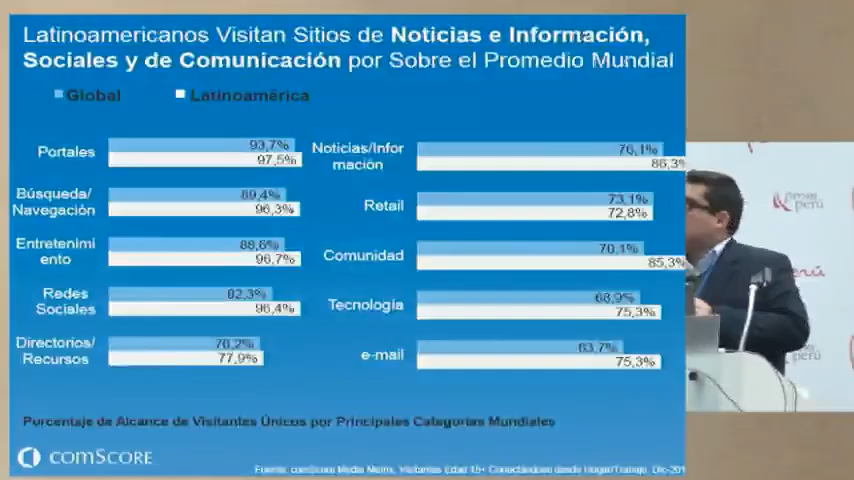 Latinoamericanos Visitan Sitios de Noticias e Información,
Sociales y de Comunicación por Sobre el Promedio Mundial
Global Latinoamérica
Portales 93,7% 97,5%
Búsqueda/
Navegación 89,4% 96,3%
Entretenimi
ento 88,6% 96,7%
Redes
Sociales 82,3% 96,4%
Directorios/
Recursos 76,2% 77,9%
Noticias/Infor
mación 76,1% 86,3%
Retail 73,1% 72,8%
Comunidad 70,1% 85,3%
Tecnología 68,9% 75,3%
e-mail 63,7% 75,3%
Porcentaje de Alcance de Visitantes Únicos por Principales Categorías Mundiales
comScore
Fuente: comScore Media Metrix, Visitantes Edad 15+ Conectándose desde Hogar/Trabajo, Dic-201
prom
perú